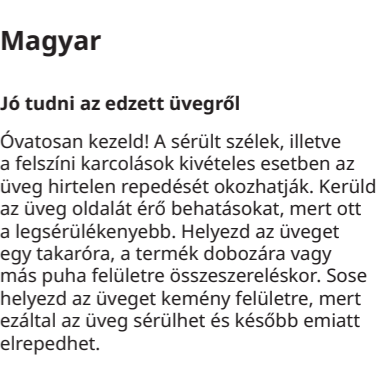 Magyar
Jó tudni az edzett üvegről
Óvatosan kezeld! A sérült szélek, illetve
a felszíni karcolások kivételes esetben az
üveg hirtelen repedését okozhatják. Kerüld
az üveg oldalát érő behatásokat, mert ott
a legsérülékenyebb. Helyezd az üveget
egy takaróra, a termék dobozára vagy
más puha felületre összeszereléskor. Sose
helyezd az üveget kemény felületre, mert
ezáltal az üveg sérülhet és később emiatt
elrepedhet.